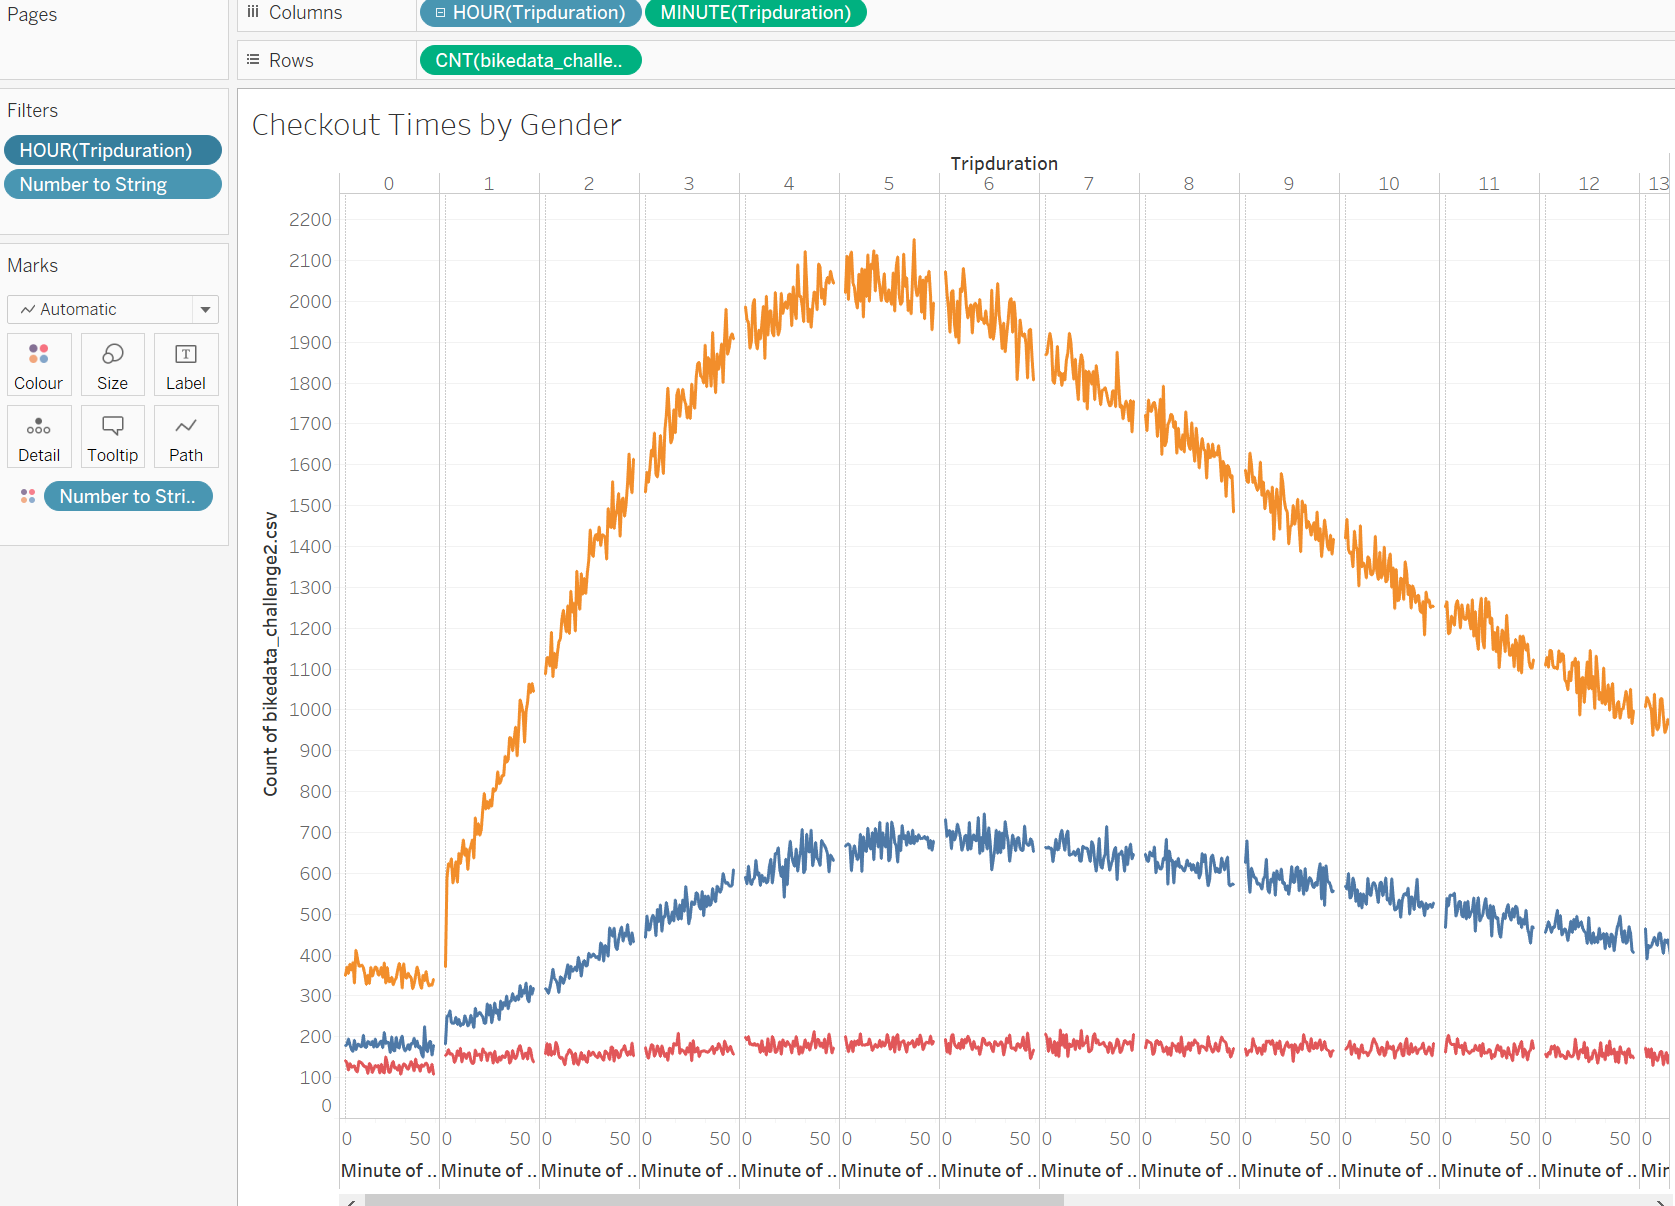 Pages
Columns
HOUR(Tripduration)
MINUTE(Tripduration)
Rows
CNT(bikedata_challe..
Filters
HOUR(Tripduration)
Number to String
Marks
Automatic
Colour
Size
Label
Detail
Tooltip
Path
Number to Stri..
Checkout Times by Gender
Tripduration
0 1 2 3 4 5 6 7 8 9 10 11 12 13
Count of bikedata_challenge2.csv
2200
2100
2000
1900
1800
1700
1600
1500
1400
1300
1200
1100
1000
900
800
700
600
500
400
300
200
100
0
0 50 0 50 0 50 0 50 0 50 0 50 0 50 0 50 0 50 0 50 0 50 0 50 0 50 0
Minute of .. Minute of .. Minute of .. Minute of .. Minute of .. Minute of .. Minute of .. Minute of .. Minute of .. Minute of .. Minute of .. Minute of .. Minute of .. Mir